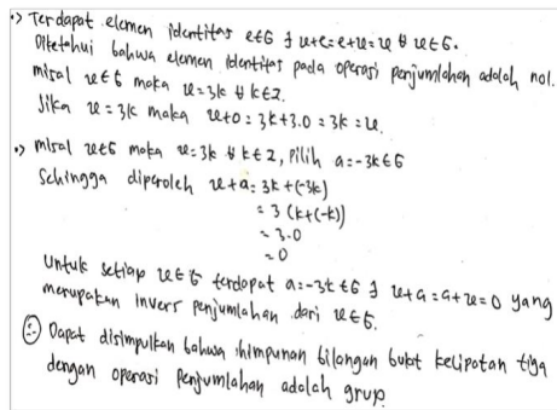 •> Terdapat elemen identitas e∈G ∋ x+e=e+x=x ∀ x∈G.
Diketahui bahwa elemen identitas pada operasi penjumlahan adalah nol.
misal x∈G maka x=3k ∀ k∈Z.
Jika x = 3k maka x+0 = 3k+3.0 = 3k = x.
•> misal x∈G maka x=3k ∀ k∈Z, pilih a=-3k∈G
Sehingga diperoleh x+a = 3k+(-3k)
= 3 (k+(-k))
= 3.0
= 0
Untuk setiap x∈G terdapat a=-3k∈G ∋ x+a=a+x=0 yang
merupakan invers penjumlahan dari x∈G.
∴ Dapat disimpulkan bahwa himpunan bilangan bulat kelipatan tiga
dengan operasi penjumlahan adalah grup.